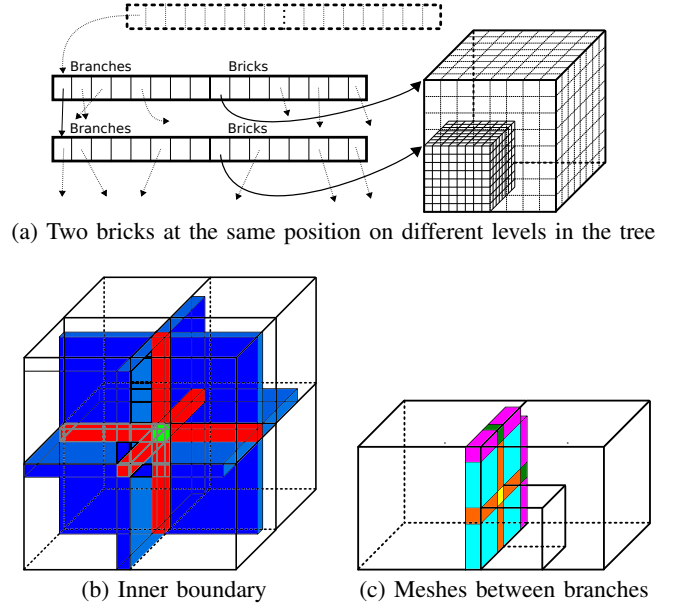 Branches Bricks
Branches Bricks
(a) Two bricks at the same position on different levels in the tree
(b) Inner boundary
(c) Meshes between branches